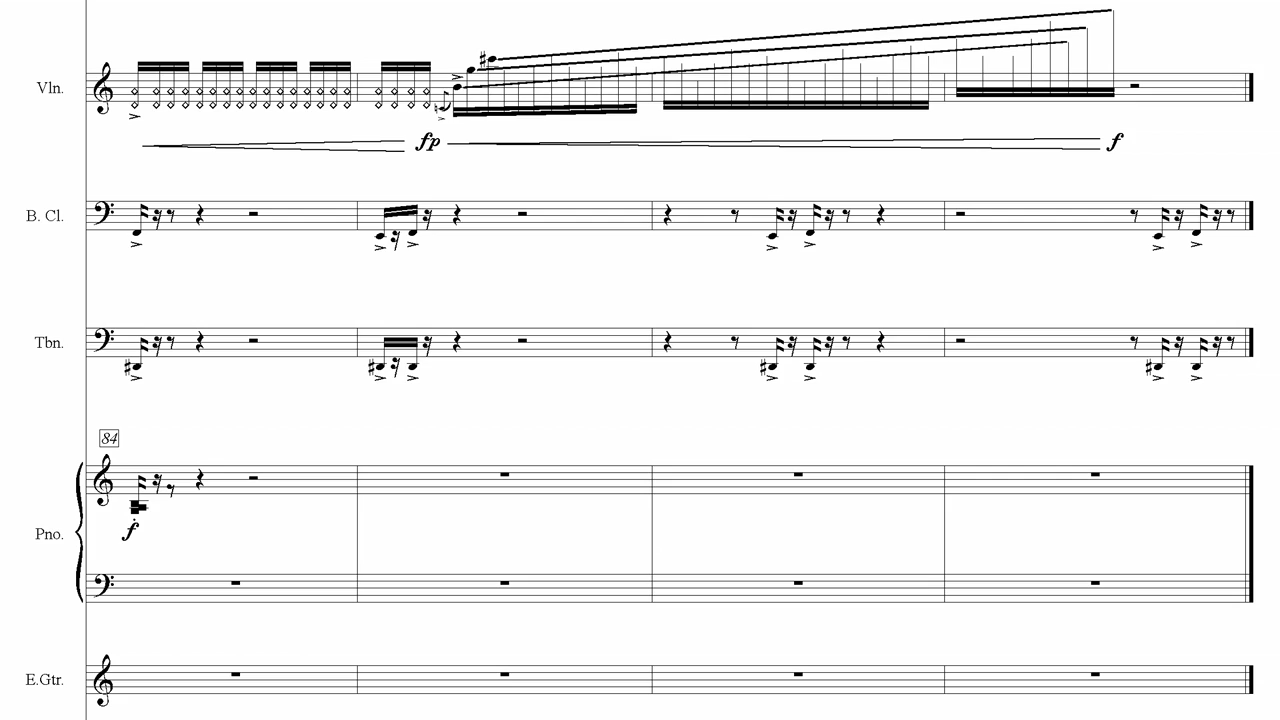 Vln.
fp
f
B. Cl.
Tbn.
84
f
Pno.
E.Gtr.